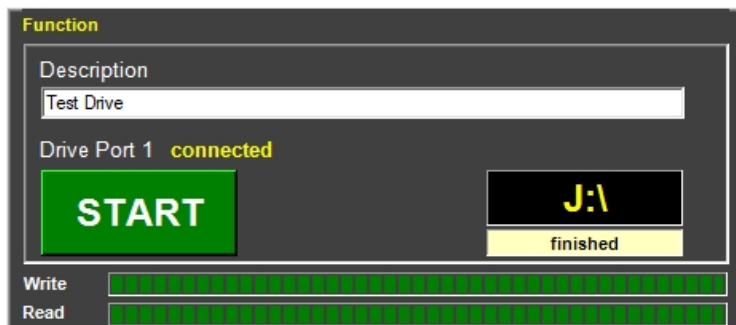 Function
Description
Test Drive
Drive Port 1 connected
START
J:\
finished
Write
Read